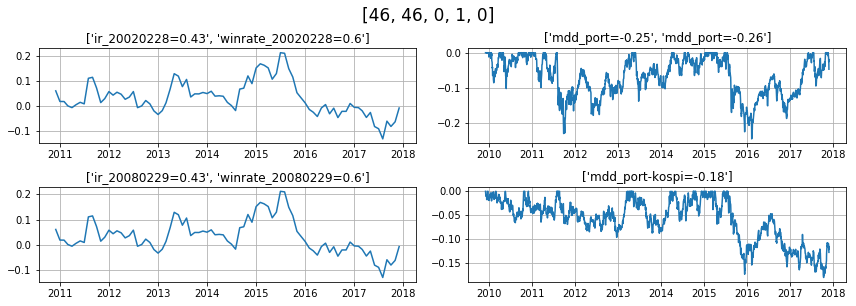 [46, 46, 0, 1, 0]
['ir_20020228=0.43', 'winrate_20020228=0.6']
0.2
0.1
0.0
−0.1
2011 2012 2013 2014 2015 2016 2017 2018
['mdd_port=-0.25', 'mdd_port=-0.26']
0.0
−0.1
−0.2
2010 2011 2012 2013 2014 2015 2016 2017 2018
['ir_20080229=0.43', 'winrate_20080229=0.6']
0.2
0.1
0.0
−0.1
2011 2012 2013 2014 2015 2016 2017 2018
['mdd_port-kospi=-0.18']
0.00
−0.05
−0.10
−0.15
2010 2011 2012 2013 2014 2015 2016 2017 2018